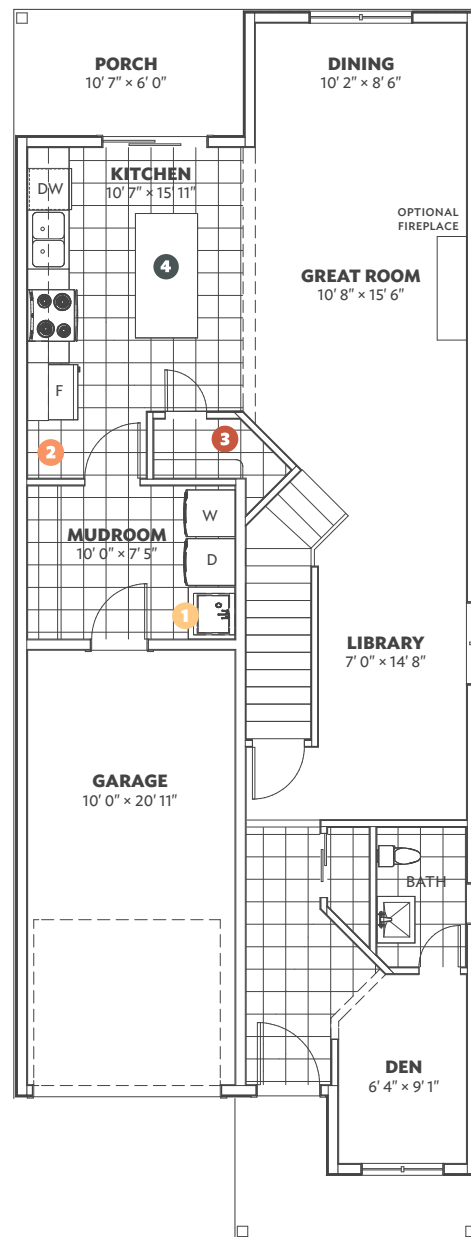 PORCH
10' 7" × 6' 0"
DINING
10' 2" × 8' 6"
KITCHEN
10' 7" × 15' 11"
DW
OPTIONAL
FIREPLACE
4
GREAT ROOM
10' 8" × 15' 6"
F
3
2
W
MUDROOM
10' 0" × 7' 5"
D
1
LIBRARY
7' 0" × 14' 8"
GARAGE
10' 0" × 20' 11"
BATH
DEN
6' 4" × 9' 1"